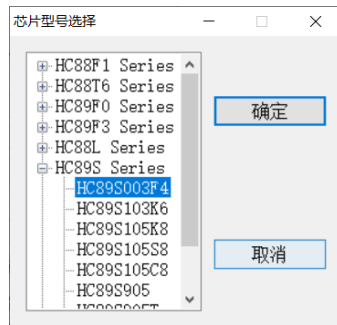 芯片型号选择
HC88F1 Series
HC88T6 Series
HC89F0 Series
HC89F3 Series
HC88L Series
HC89S Series
HC89S003F4
HC89S103K6
HC89S105K8
HC89S105S8
HC89S105C8
HC89S905
确定
取消